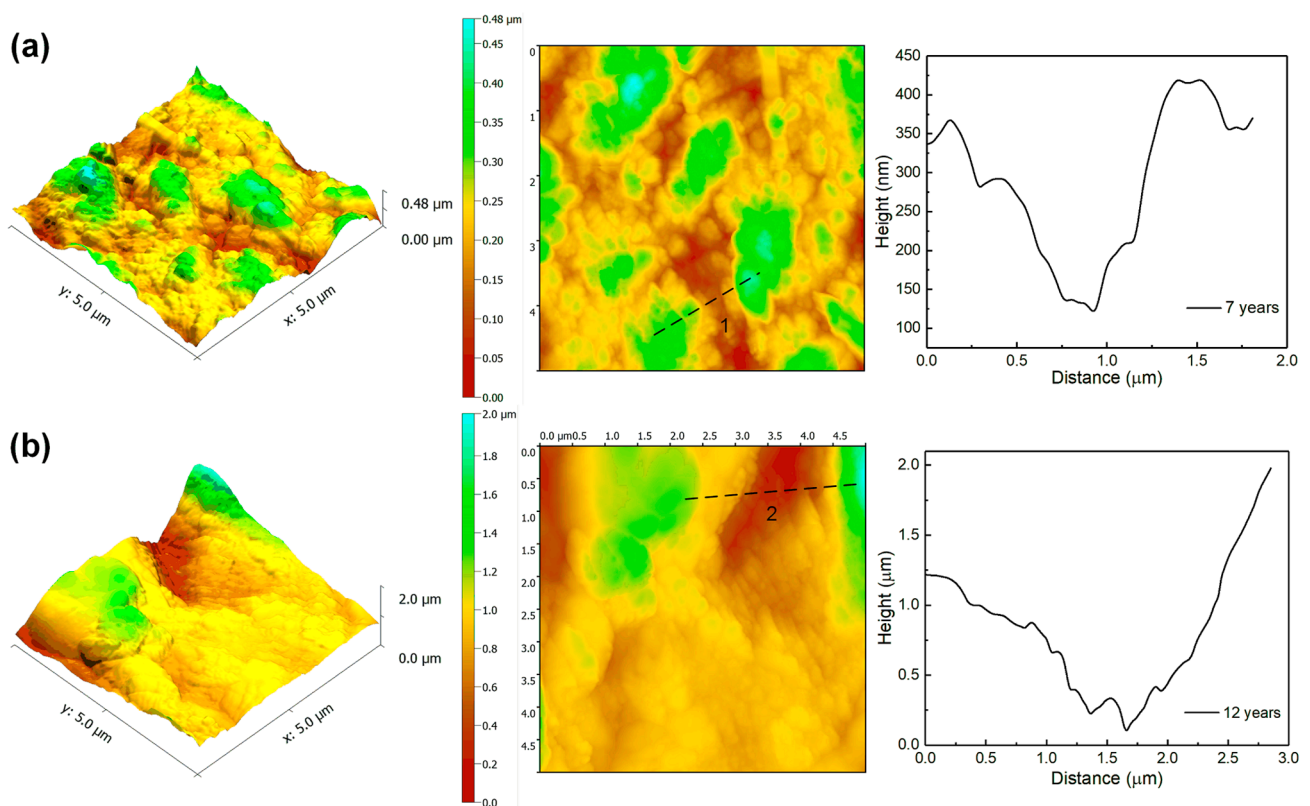 (a)
0.48 µm
0.00 µm
y: 5.0 µm
x: 5.0 µm
0.48 µm
0.45
0.40
0.35
0.30
0.25
0.20
0.15
0.10
0.05
0.00
0
1
2
3
4
1
450
400
350
300
250
200
150
100
Height (nm)
7 years
0.0 0.5 1.0 1.5 2.0
Distance (µm)
(b)
2.0 µm
0.0 µm
y: 5.0 µm
x: 5.0 µm
2.0 µm
1.8
1.6
1.4
1.2
1.0
0.8
0.6
0.4
0.2
0.0
0.0 µm 0.5 1.0 1.5 2.0 2.5 3.0 3.5 4.0 4.5
0.0
0.5
1.0
1.5
2.0
2.5
3.0
3.5
4.0
4.5
2
2.0
1.5
1.0
0.5
0.0
Height (µm)
12 years
0.0 0.5 1.0 1.5 2.0 2.5 3.0
Distance (µm)